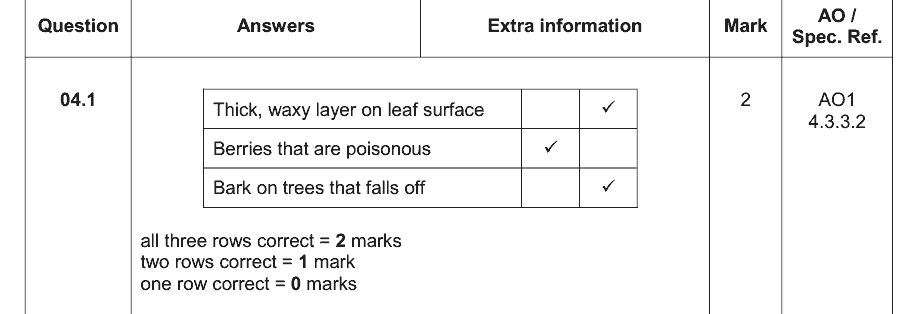 Question Answers Extra information Mark AO /
Spec. Ref.
04.1 2 AO1
4.3.3.2
Thick, waxy layer on leaf surface ✓
Berries that are poisonous ✓
Bark on trees that falls off ✓
all three rows correct = 2 marks
two rows correct = 1 mark
one row correct = 0 marks